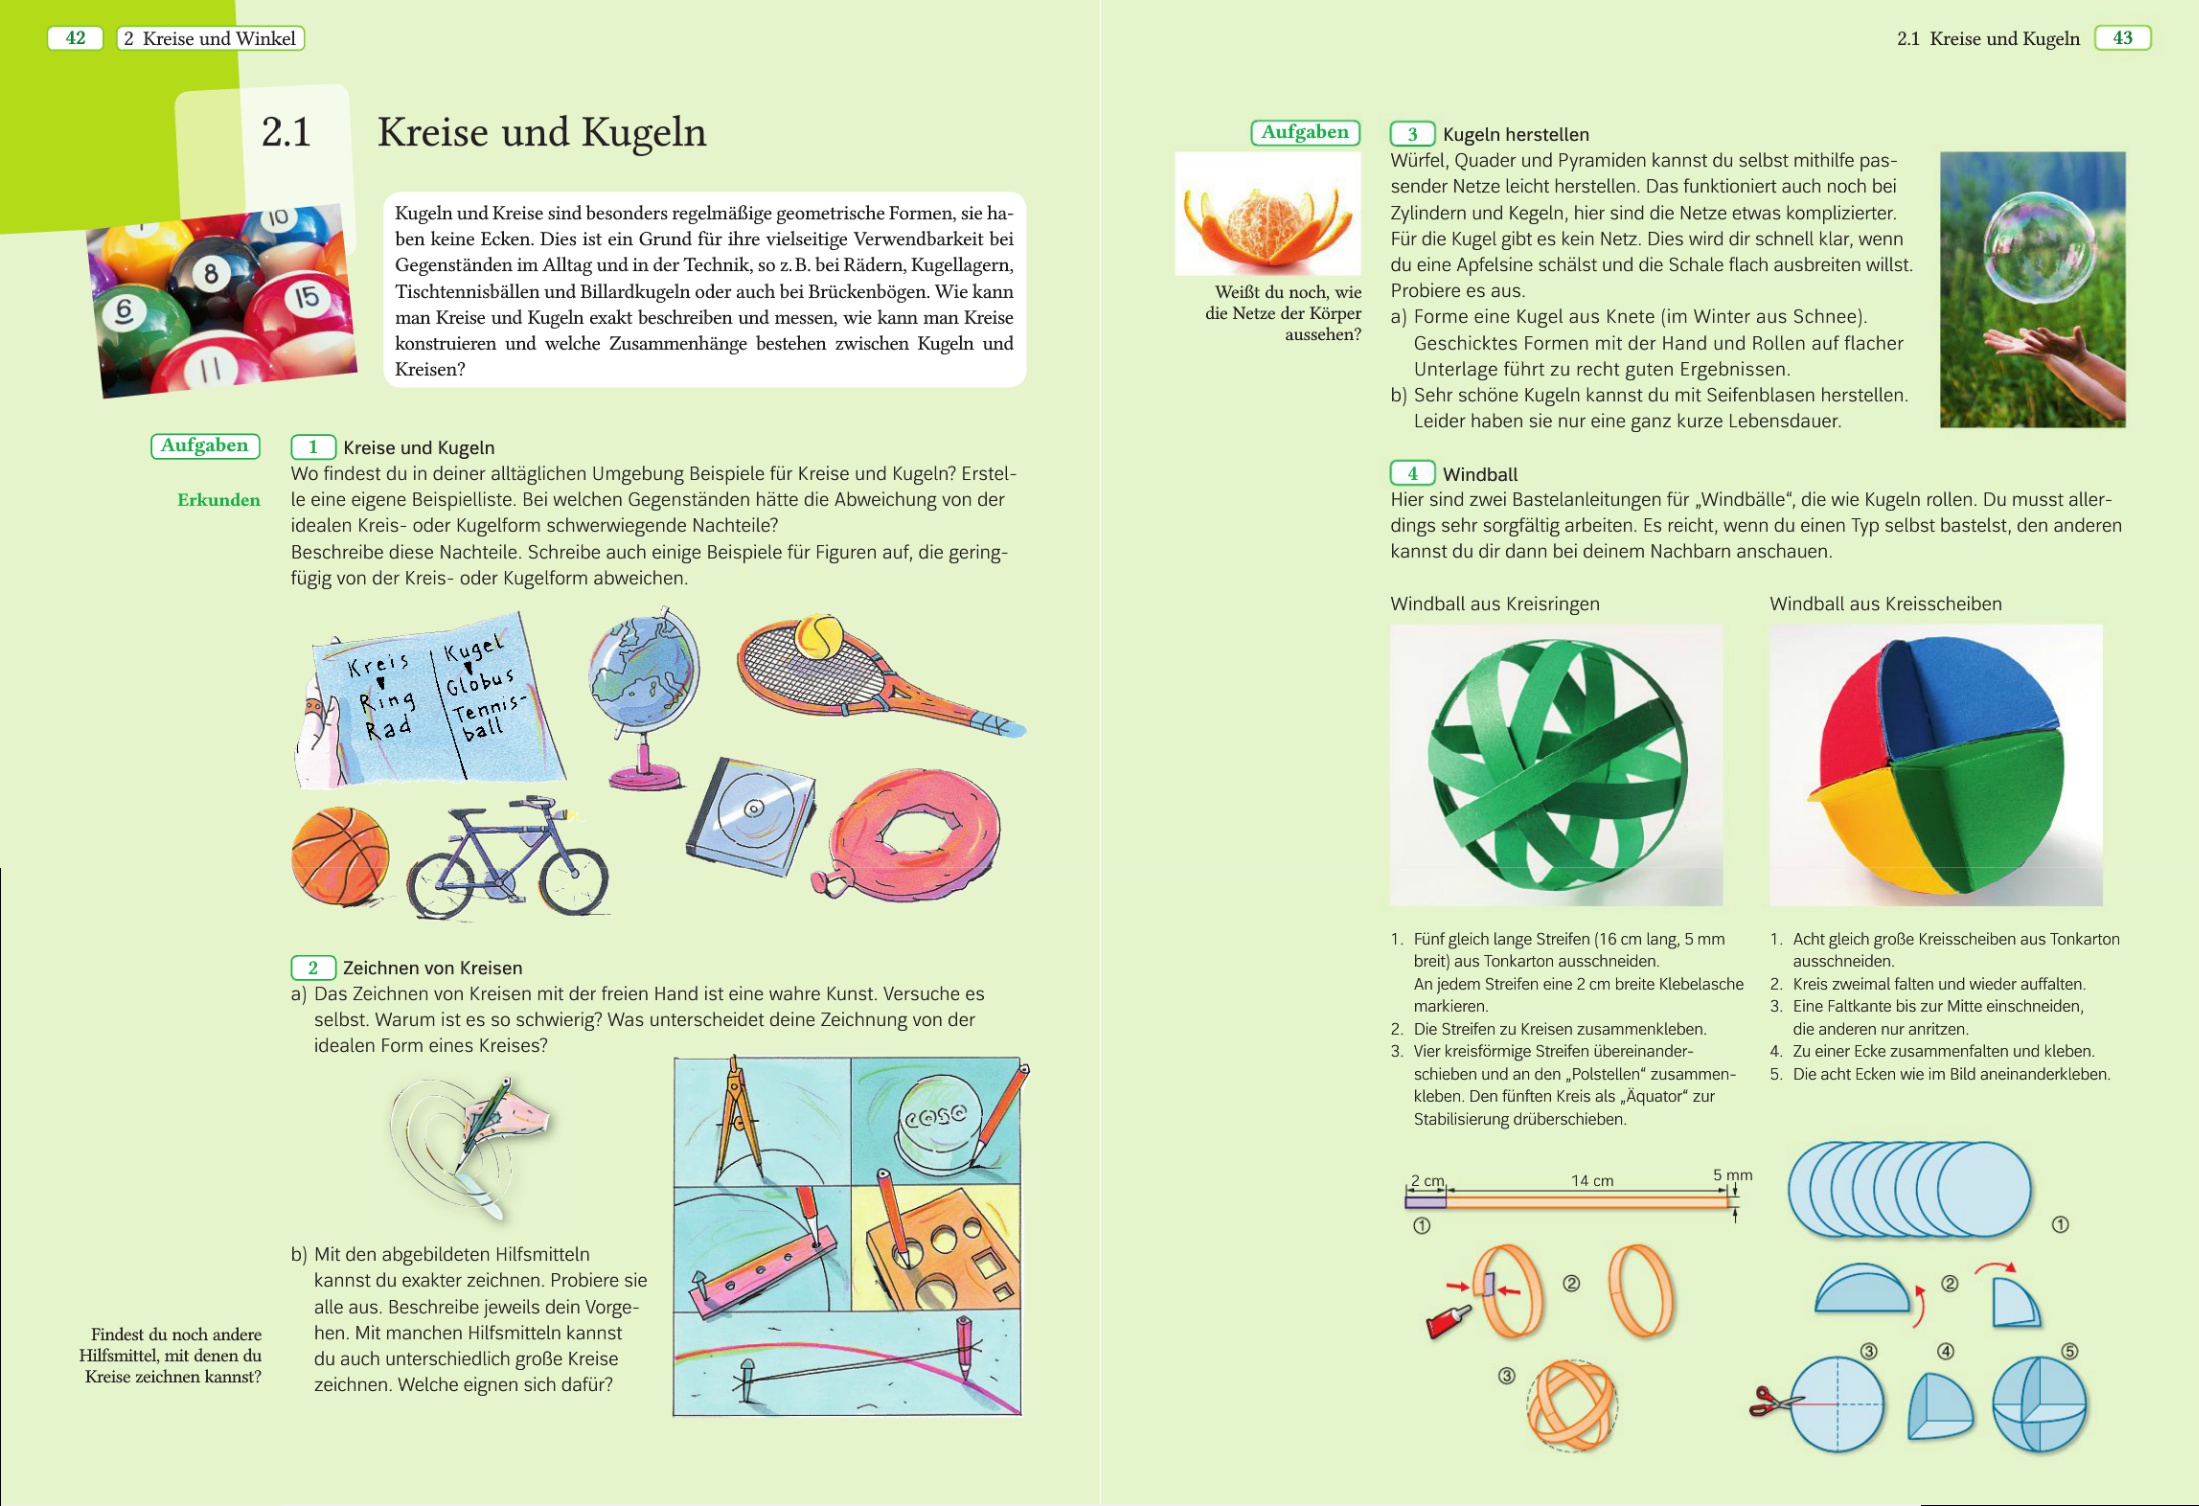 42
2 Kreise und Winkel
2.1 Kreise und Kugeln
10
8
15
6
11
Kugeln und Kreise sind besonders regelmäßige geometrische Formen, sie ha-
ben keine Ecken. Dies ist ein Grund für ihre vielseitige Verwendbarkeit bei
Gegenständen im Alltag und in der Technik, so z. B. bei Rädern, Kugellagern,
Tischtennisbällen und Billardkugeln oder auch bei Brückenbögen. Wie kann
man Kreise und Kugeln exakt beschreiben und messen, wie kann man Kreise
konstruieren und welche Zusammenhänge bestehen zwischen Kugeln und
Kreisen?
Aufgaben
Erkunden
1 Kreise und Kugeln
Wo findest du in deiner alltäglichen Umgebung Beispiele für Kreise und Kugeln? Erstel-
le eine eigene Beispielliste. Bei welchen Gegenständen hätte die Abweichung von der
idealen Kreis- oder Kugelform schwerwiegende Nachteile?
Beschreibe diese Nachteile. Schreibe auch einige Beispiele für Figuren auf, die gering-
fügig von der Kreis- oder Kugelform abweichen.
Kreis
Ring
Rad
Kugel
Globus
Tennis-
ball
2 Zeichnen von Kreisen
a) Das Zeichnen von Kreisen mit der freien Hand ist eine wahre Kunst. Versuche es
selbst. Warum ist es so schwierig? Was unterscheidet deine Zeichnung von der
idealen Form eines Kreises?
b) Mit den abgebildeten Hilfsmitteln
kannst du exakter zeichnen. Probiere sie
alle aus. Beschreibe jeweils dein Vorge-
hen. Mit manchen Hilfsmitteln kannst
du auch unterschiedlich große Kreise
zeichnen. Welche eignen sich dafür?
Findest du noch andere
Hilfsmittel, mit denen du
Kreise zeichnen kannst?
2.1 Kreise und Kugeln
43
Aufgaben
Weißt du noch, wie
die Netze der Körper
aussehen?
3 Kugeln herstellen
Würfel, Quader und Pyramiden kannst du selbst mithilfe pas-
sender Netze leicht herstellen. Das funktioniert auch noch bei
Zylindern und Kegeln, hier sind die Netze etwas komplizierter.
Für die Kugel gibt es kein Netz. Dies wird dir schnell klar, wenn
du eine Apfelsine schälst und die Schale flach ausbreiten willst.
Probiere es aus.
a) Forme eine Kugel aus Knete (im Winter aus Schnee).
Geschicktes Formen mit der Hand und Rollen auf flacher
Unterlage führt zu recht guten Ergebnissen.
b) Sehr schöne Kugeln kannst du mit Seifenblasen herstellen.
Leider haben sie nur eine ganz kurze Lebensdauer.
4 Windball
Hier sind zwei Bastelanleitungen für „Windbälle“, die wie Kugeln rollen. Du musst aller-
dings sehr sorgfältig arbeiten. Es reicht, wenn du einen Typ selbst bastelst, den anderen
kannst du dir dann bei deinem Nachbarn anschauen.
Windball aus Kreisringen
1. Fünf gleich lange Streifen (16 cm lang, 5 mm
breit) aus Tonkarton ausschneiden.
An jedem Streifen eine 2 cm breite Klebelasche
markieren.
2. Die Streifen zu Kreisen zusammenkleben.
3. Vier kreisförmige Streifen übereinander-
schieben und an den „Polstellen“ zusammen-
kleben. Den fünften Kreis als „Äquator“ zur
Stabilisierung drüberschieben.
2 cm
14 cm
5 mm
①
②
③
Windball aus Kreisscheiben
1. Acht gleich große Kreisscheiben aus Tonkarton
ausschneiden.
2. Kreis zweimal falten und wieder auffalten.
3. Eine Faltkante bis zur Mitte einschneiden,
die anderen nur anritzen.
4. Zu einer Ecke zusammenfalten und kleben.
5. Die acht Ecken wie im Bild aneinanderkleben.
①
②
③
④
⑤